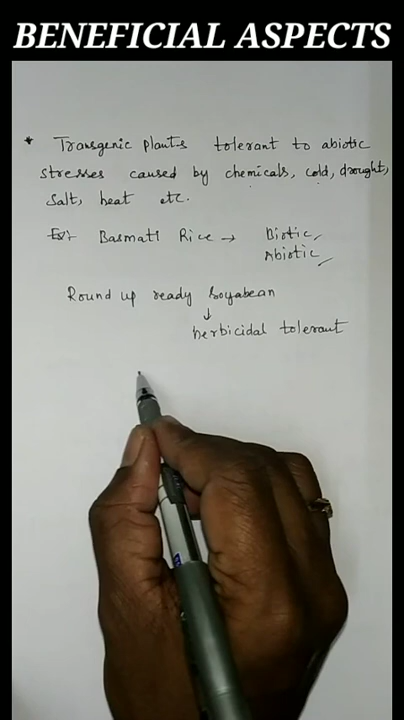 BENEFICIAL ASPECTS
* Transgenic plants tolerant to abiotic
stresses caused by chemicals, cold, drought,
salt, heat etc.
Ex:- Basmati Rice → Biotic,
Abiotic
Round up ready Soyabean
↓
herbicidal tolerant